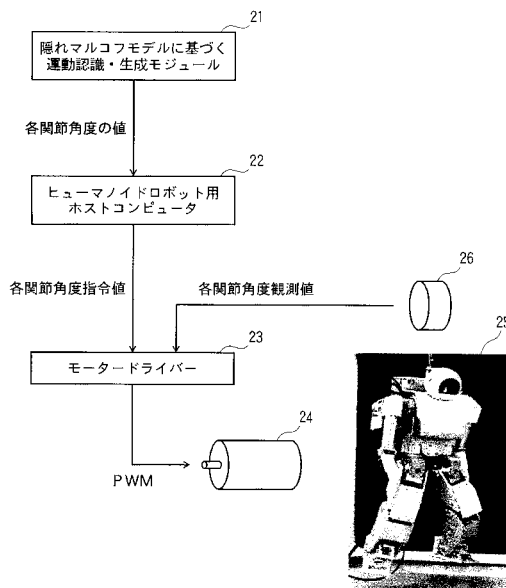 21
隠れマルコフモデルに基づく
運動認識・生成モジュール
各関節角度の値
22
ヒューマノイドロボット用
ホストコンピュータ
26
各関節角度指令値
各関節角度観測値
23
25
モータードライバー
24
PWM